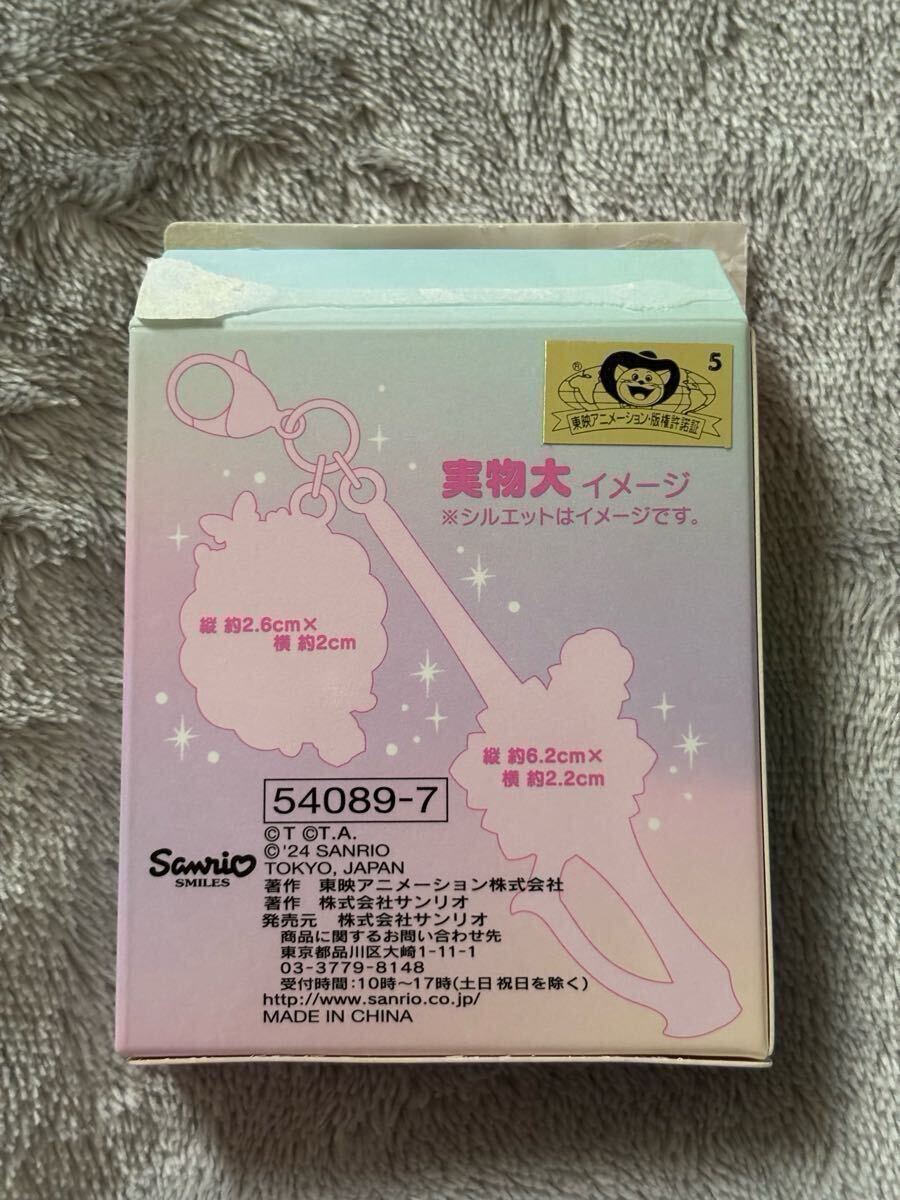 5
®
東映アニメーション・版権許諾証
実物大 イメージ
※シルエットはイメージです。
縦 約2.6cm×
横 約2cm
縦 約6.2cm×
横 約2.2cm
54089-7
©T ©T.A.
©'24 SANRIO
TOKYO, JAPAN
Sanrio
SMILES
著作 東映アニメーション株式会社
著作 株式会社サンリオ
発売元 株式会社サンリオ
商品に関するお問い合わせ先
東京都品川区大崎1-11-1
03-3779-8148
受付時間:10時〜17時(土日祝日を除く)
http://www.sanrio.co.jp/
MADE IN CHINA